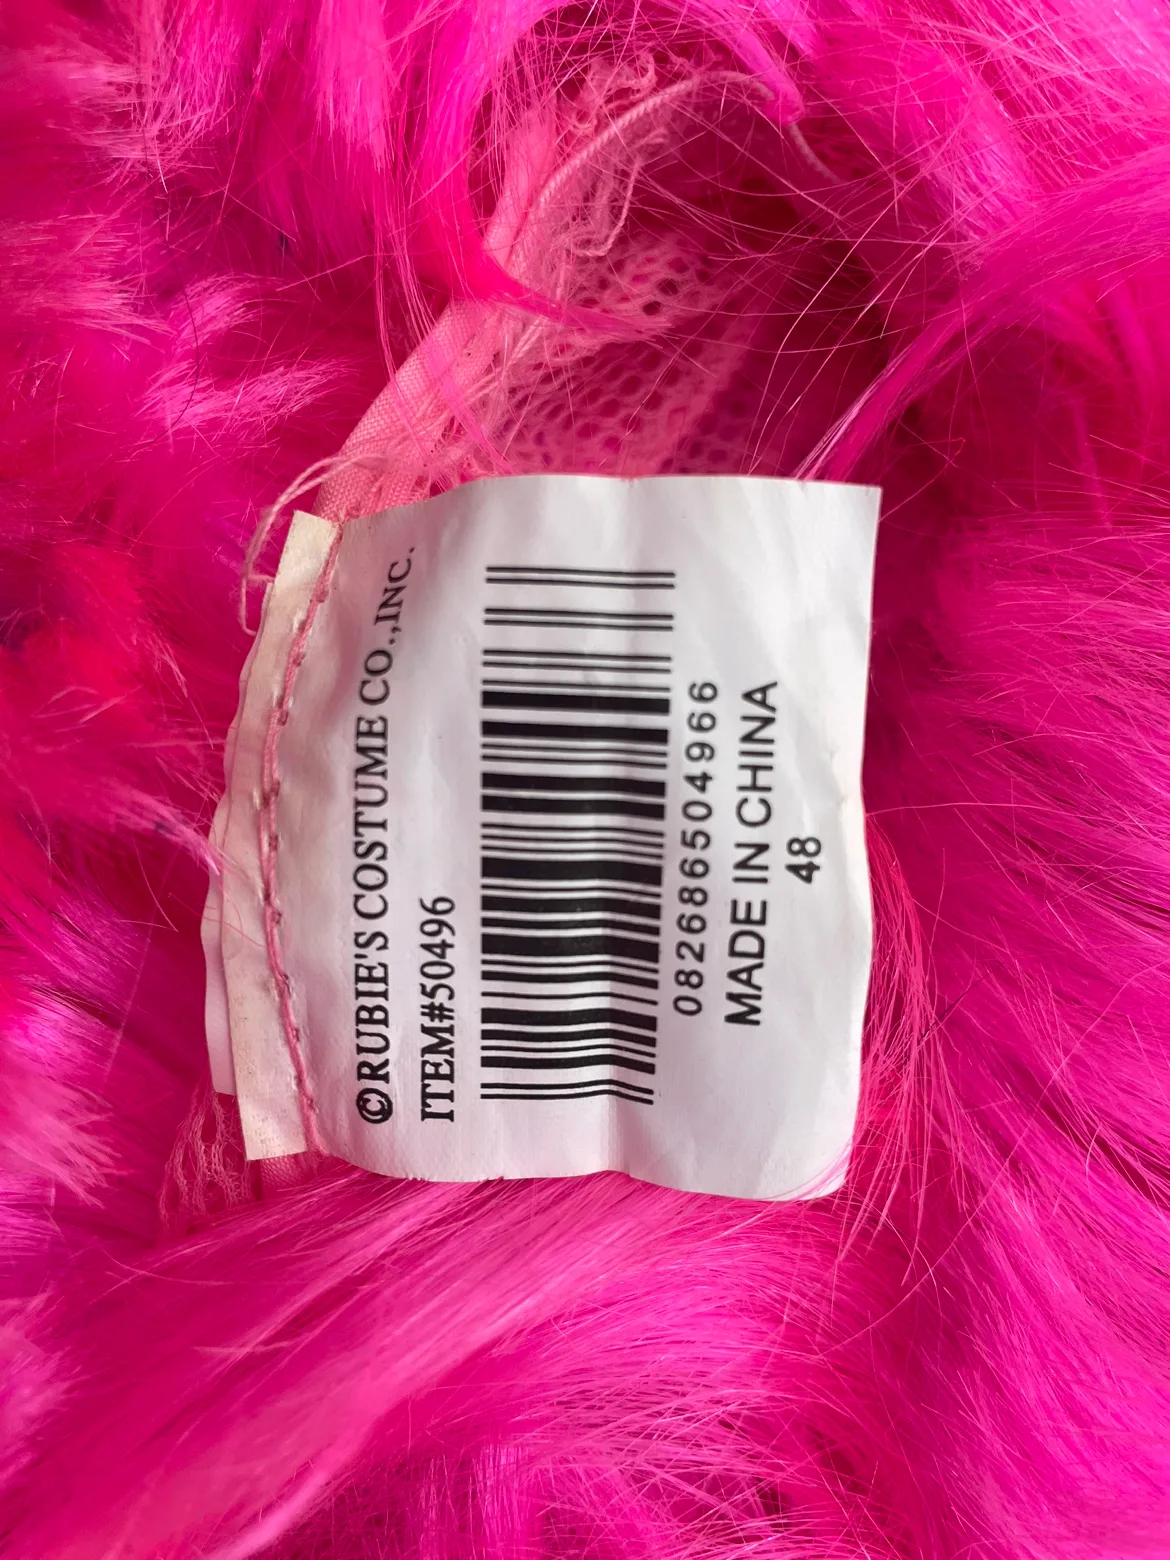 ©RUBIE'S COSTUME CO.,INC.
ITEM#50496
082686504966
MADE IN CHINA
48